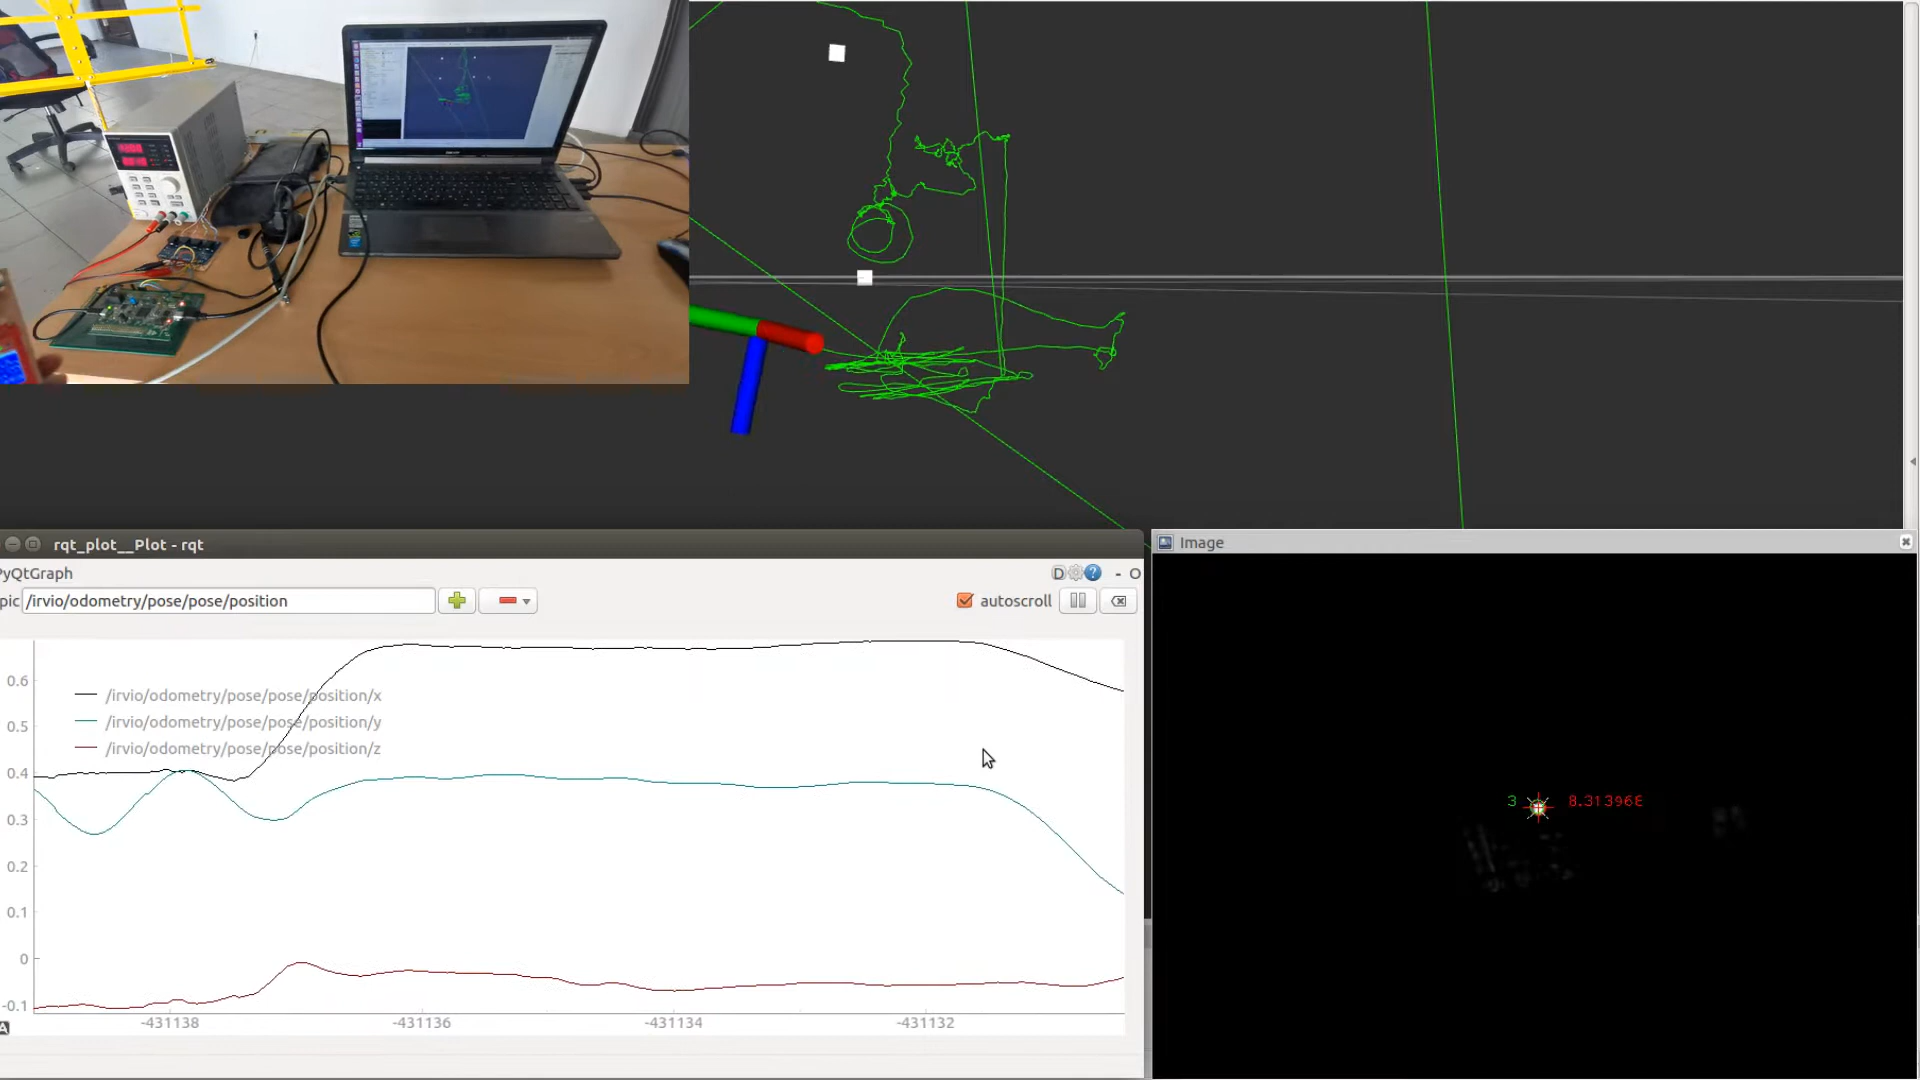 rqt_plot__Plot - rqt
PyQtGraph
D
?
- O
pic /irvio/odometry/pose/pose/position
autoscroll
0.6
0.5
0.4
0.3
0.2
0.1
0
-0.1
/irvio/odometry/pose/pose/position/x
/irvio/odometry/pose/pose/position/y
/irvio/odometry/pose/pose/position/z
-431138
-431136
-431134
-431132
A
Image
3
8.31396E